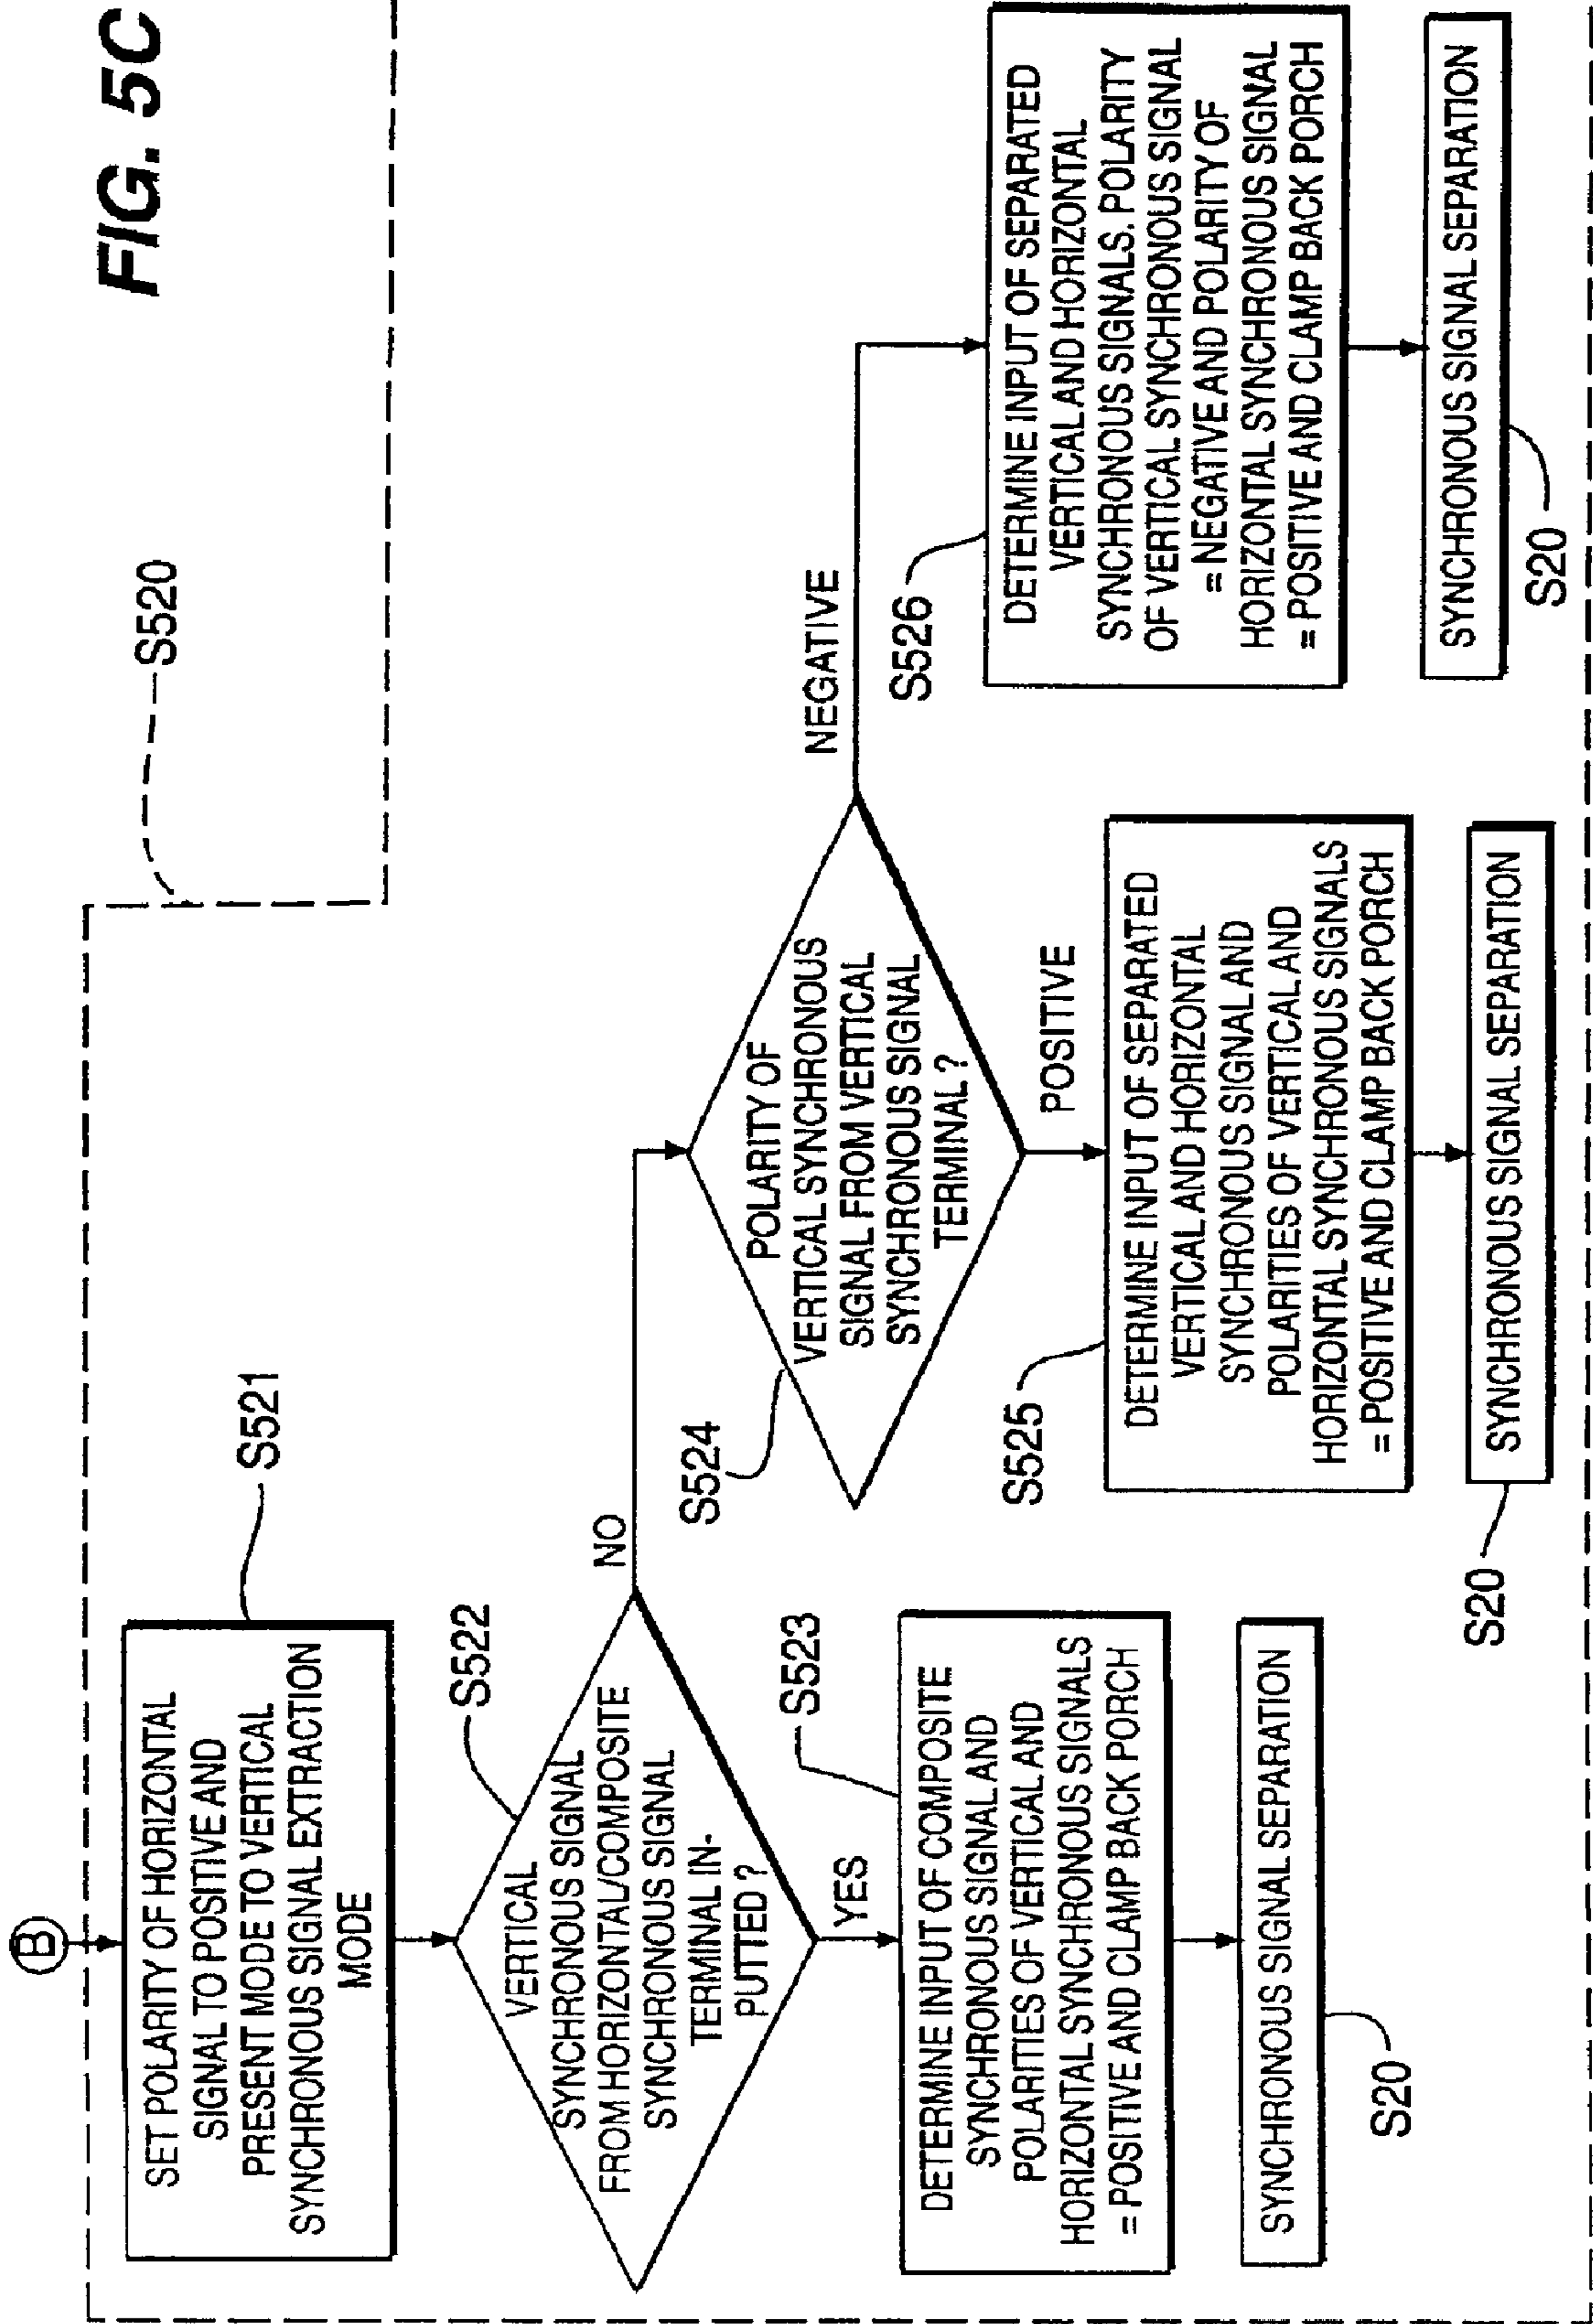 FIG. 5C
S520
B
SET POLARITY OF HORIZONTAL
SIGNAL TO POSITIVE AND
PRESENT MODE TO VERTICAL
SYNCHRONOUS SIGNAL EXTRACTION
MODE
S521
VERTICAL
SYNCHRONOUS SIGNAL
FROM HORIZONTAL/COMPOSITE
SYNCHRONOUS SIGNAL
TERMINAL IN-
PUTTED ?
S522
NO
YES
DETERMINE INPUT OF COMPOSITE
SYNCHRONOUS SIGNAL AND
POLARITIES OF VERTICAL AND
HORIZONTAL SYNCHRONOUS SIGNALS
= POSITIVE AND CLAMP BACK PORCH
S523
SYNCHRONOUS SIGNAL SEPARATION
S20
POLARITY OF
VERTICAL SYNCHRONOUS
SIGNAL FROM VERTICAL
SYNCHRONOUS SIGNAL
TERMINAL ?
S524
NEGATIVE
POSITIVE
DETERMINE INPUT OF SEPARATED
VERTICAL AND HORIZONTAL
SYNCHRONOUS SIGNAL AND
POLARITIES OF VERTICAL AND
HORIZONTAL SYNCHRONOUS SIGNALS
= POSITIVE AND CLAMP BACK PORCH
S525
SYNCHRONOUS SIGNAL SEPARATION
S20
DETERMINE INPUT OF SEPARATED
VERTICAL AND HORIZONTAL
SYNCHRONOUS SIGNALS. POLARITY
OF VERTICAL SYNCHRONOUS SIGNAL
= NEGATIVE AND POLARITY OF
HORIZONTAL SYNCHRONOUS SIGNAL
= POSITIVE AND CLAMP BACK PORCH
S526
SYNCHRONOUS SIGNAL SEPARATION
S20